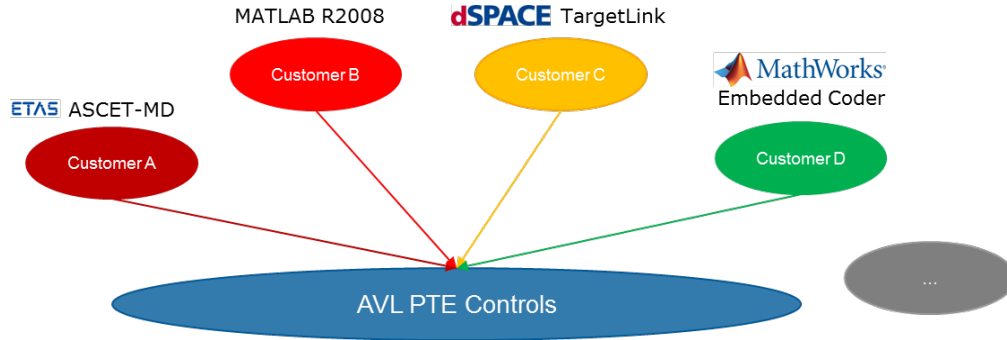 MATLAB R2008
dSPACE TargetLink
Customer B
Customer C
MathWorks®
Embedded Coder
ETAS ASCET-MD
Customer A
Customer D
AVL PTE Controls
...